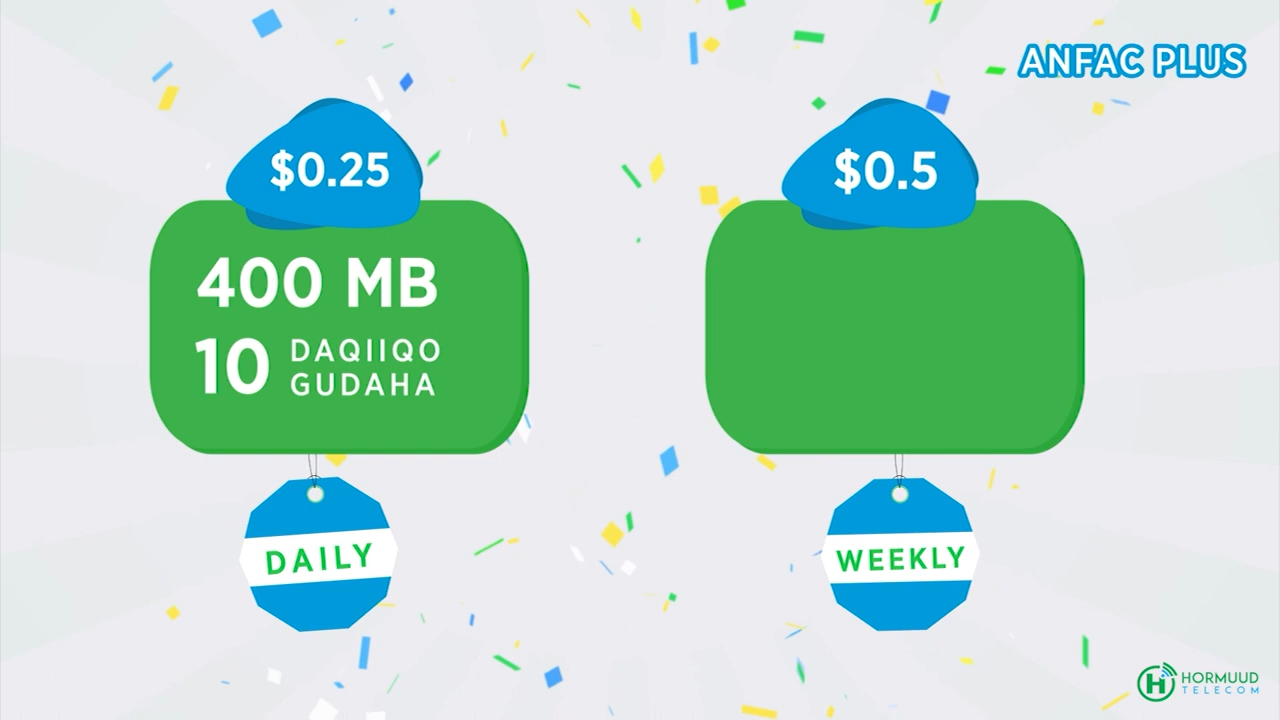 ANFAC PLUS
$0.25
400 MB
10 DAQIIQO
GUDAHA
DAILY
$0.5
WEEKLY
HORMUUD
TELECOM